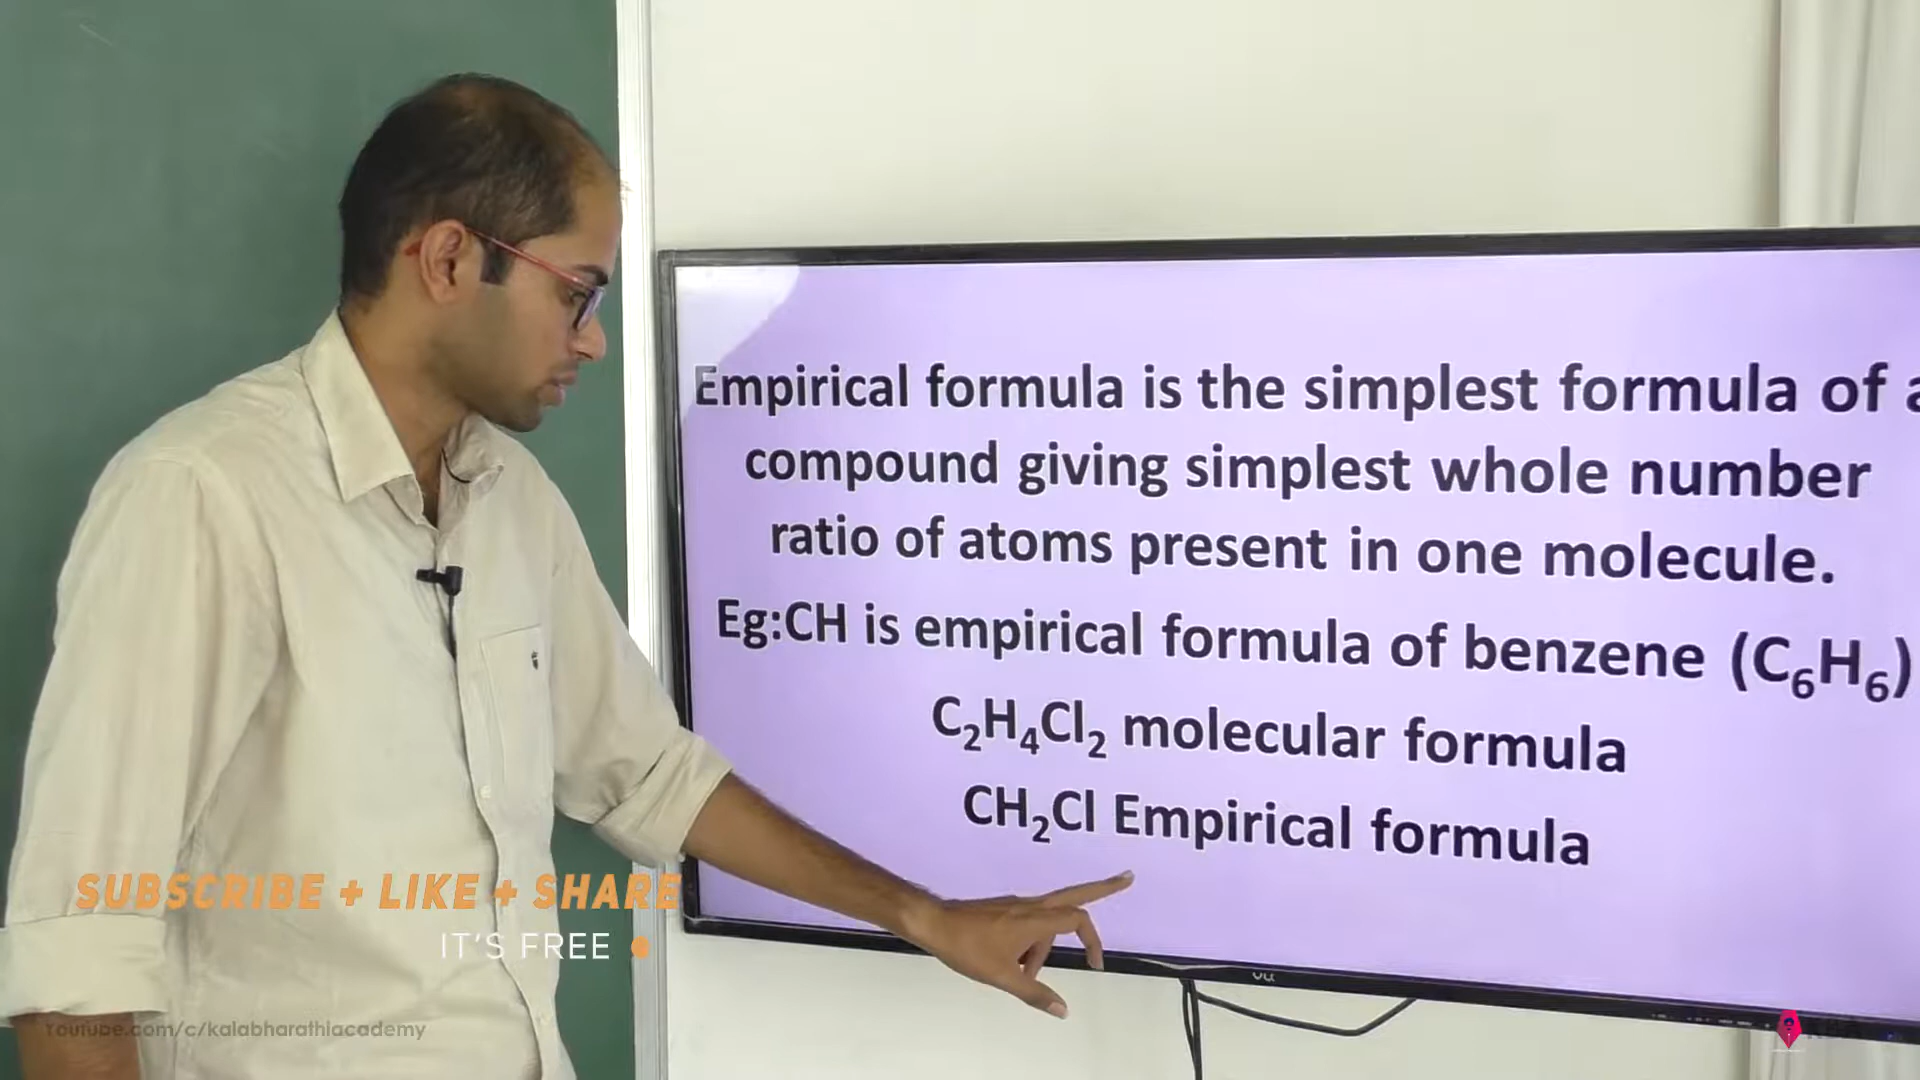 Empirical formula is the simplest formula of a
compound giving simplest whole number
ratio of atoms present in one molecule.
Eg:CH is empirical formula of benzene (C₆H₆)
C₂H₄Cl₂ molecular formula
CH₂Cl Empirical formula
SUBSCRIBE + LIKE + SHARE
IT'S FREE
Youtube.com/c/kalabharathiacademy